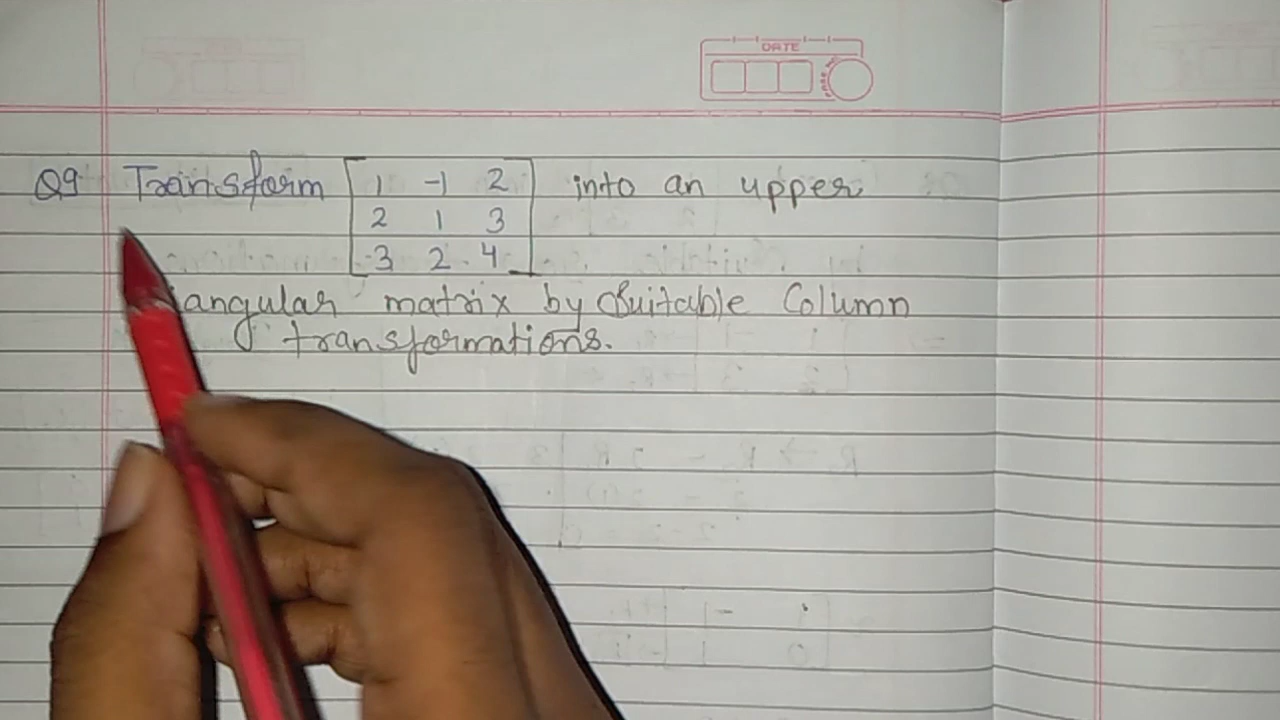 DATE
Q9 Transform [1 -1 2] into an upper
2 1 3
3 2 4
angular matrix by Suitable Column
transformations.